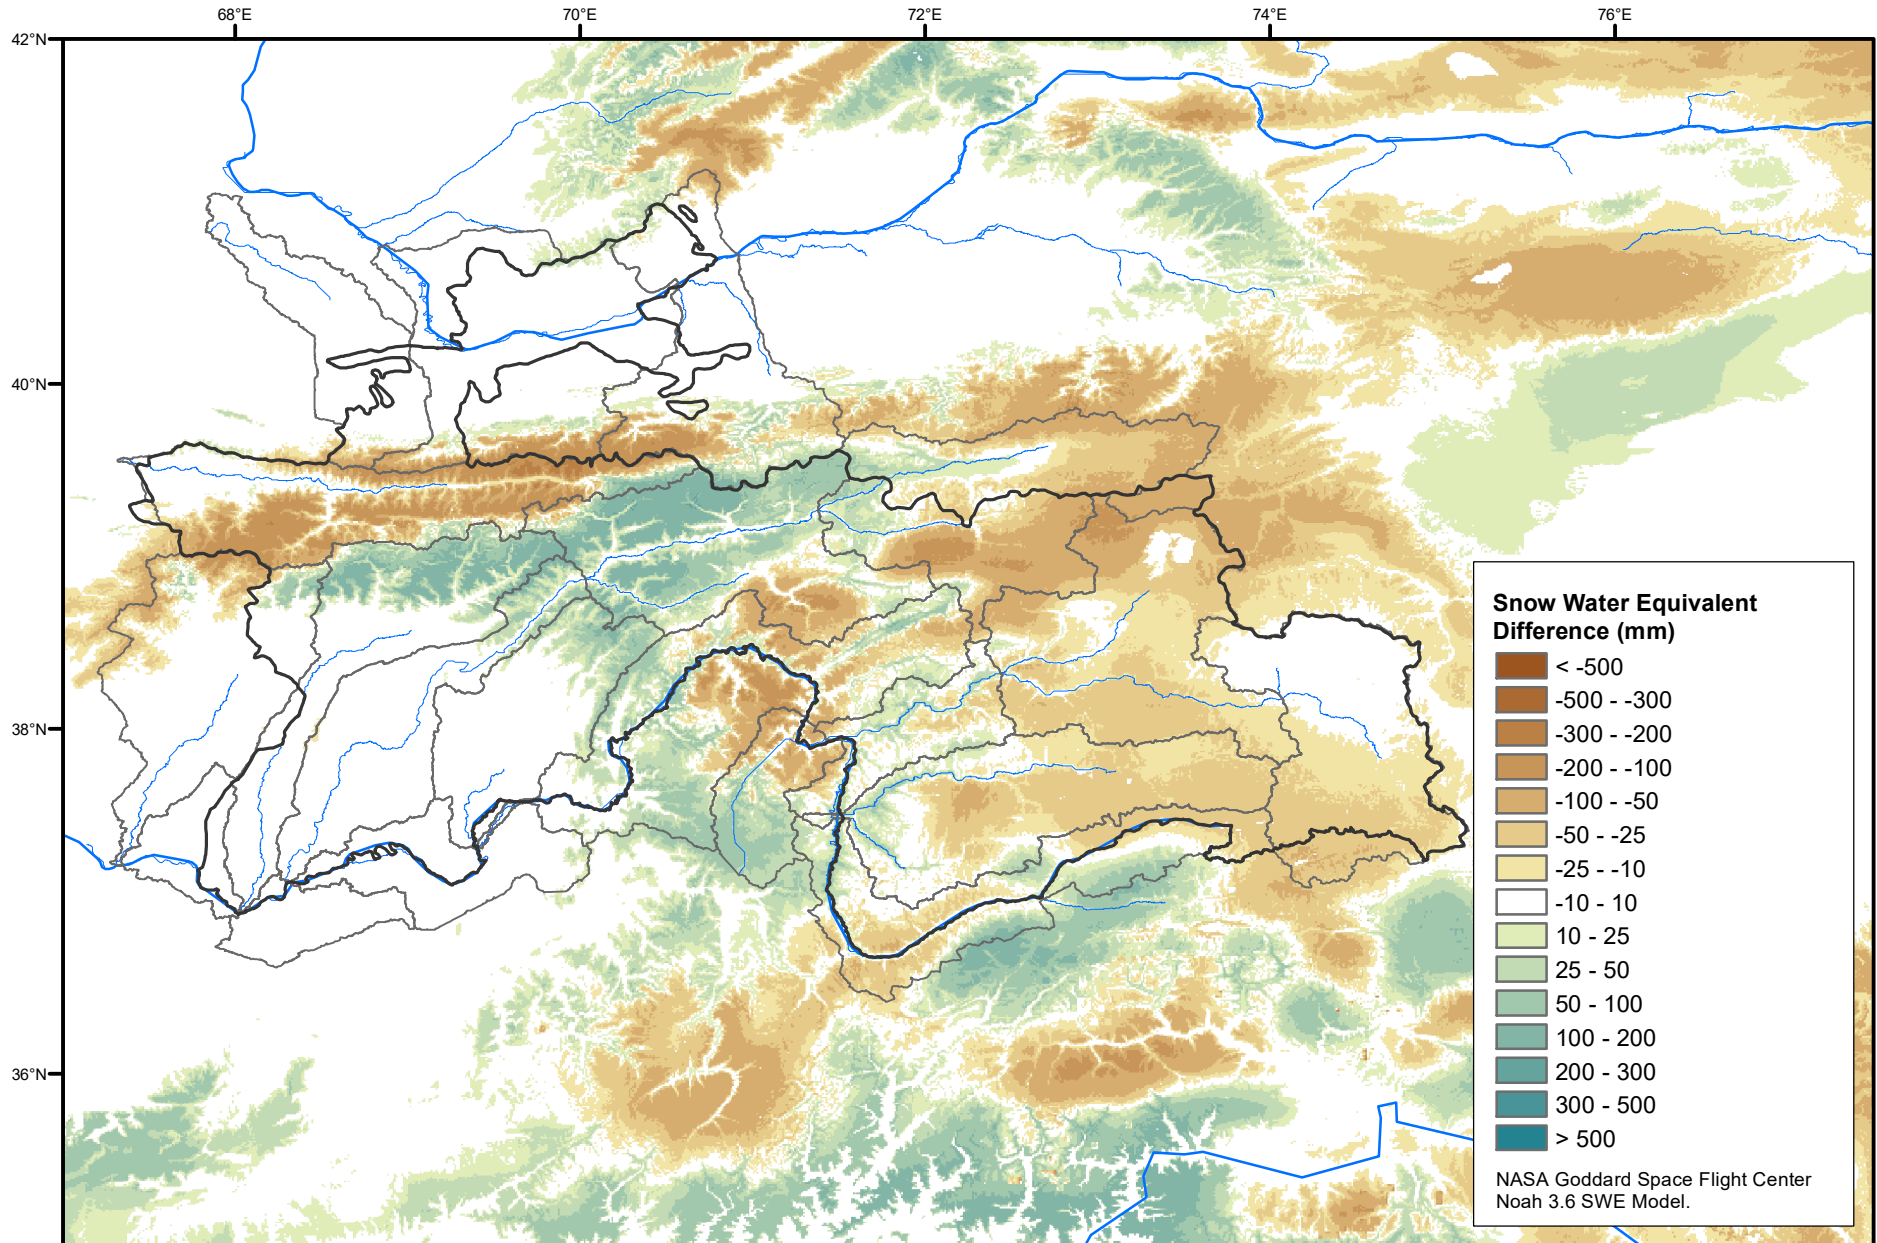 68°E 70°E 72°E 74°E 76°E
42°N
40°N
38°N
36°N
Snow Water Equivalent
Difference (mm)
< -500
-500 - -300
-300 - -200
-200 - -100
-100 - -50
-50 - -25
-25 - -10
-10 - 10
10 - 25
25 - 50
50 - 100
100 - 200
200 - 300
300 - 500
> 500
NASA Goddard Space Flight Center
Noah 3.6 SWE Model.